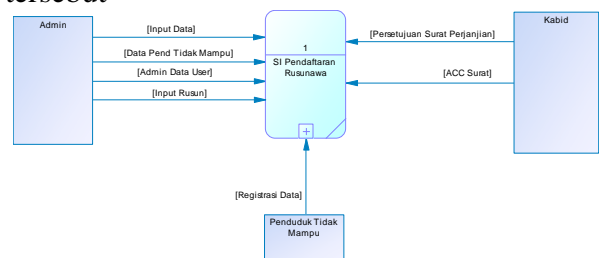 tersebut
Admin
[Input Data]
[Data Pend Tidak Mampu]
[Admin Data User]
[Input Rusun]
1
SI Pendaftaran
Rusunawa
+
Kabid
[Persetujuan Surat Perjanjian]
[ACC Surat]
[Registrasi Data]
Penduduk Tidak
Mampu